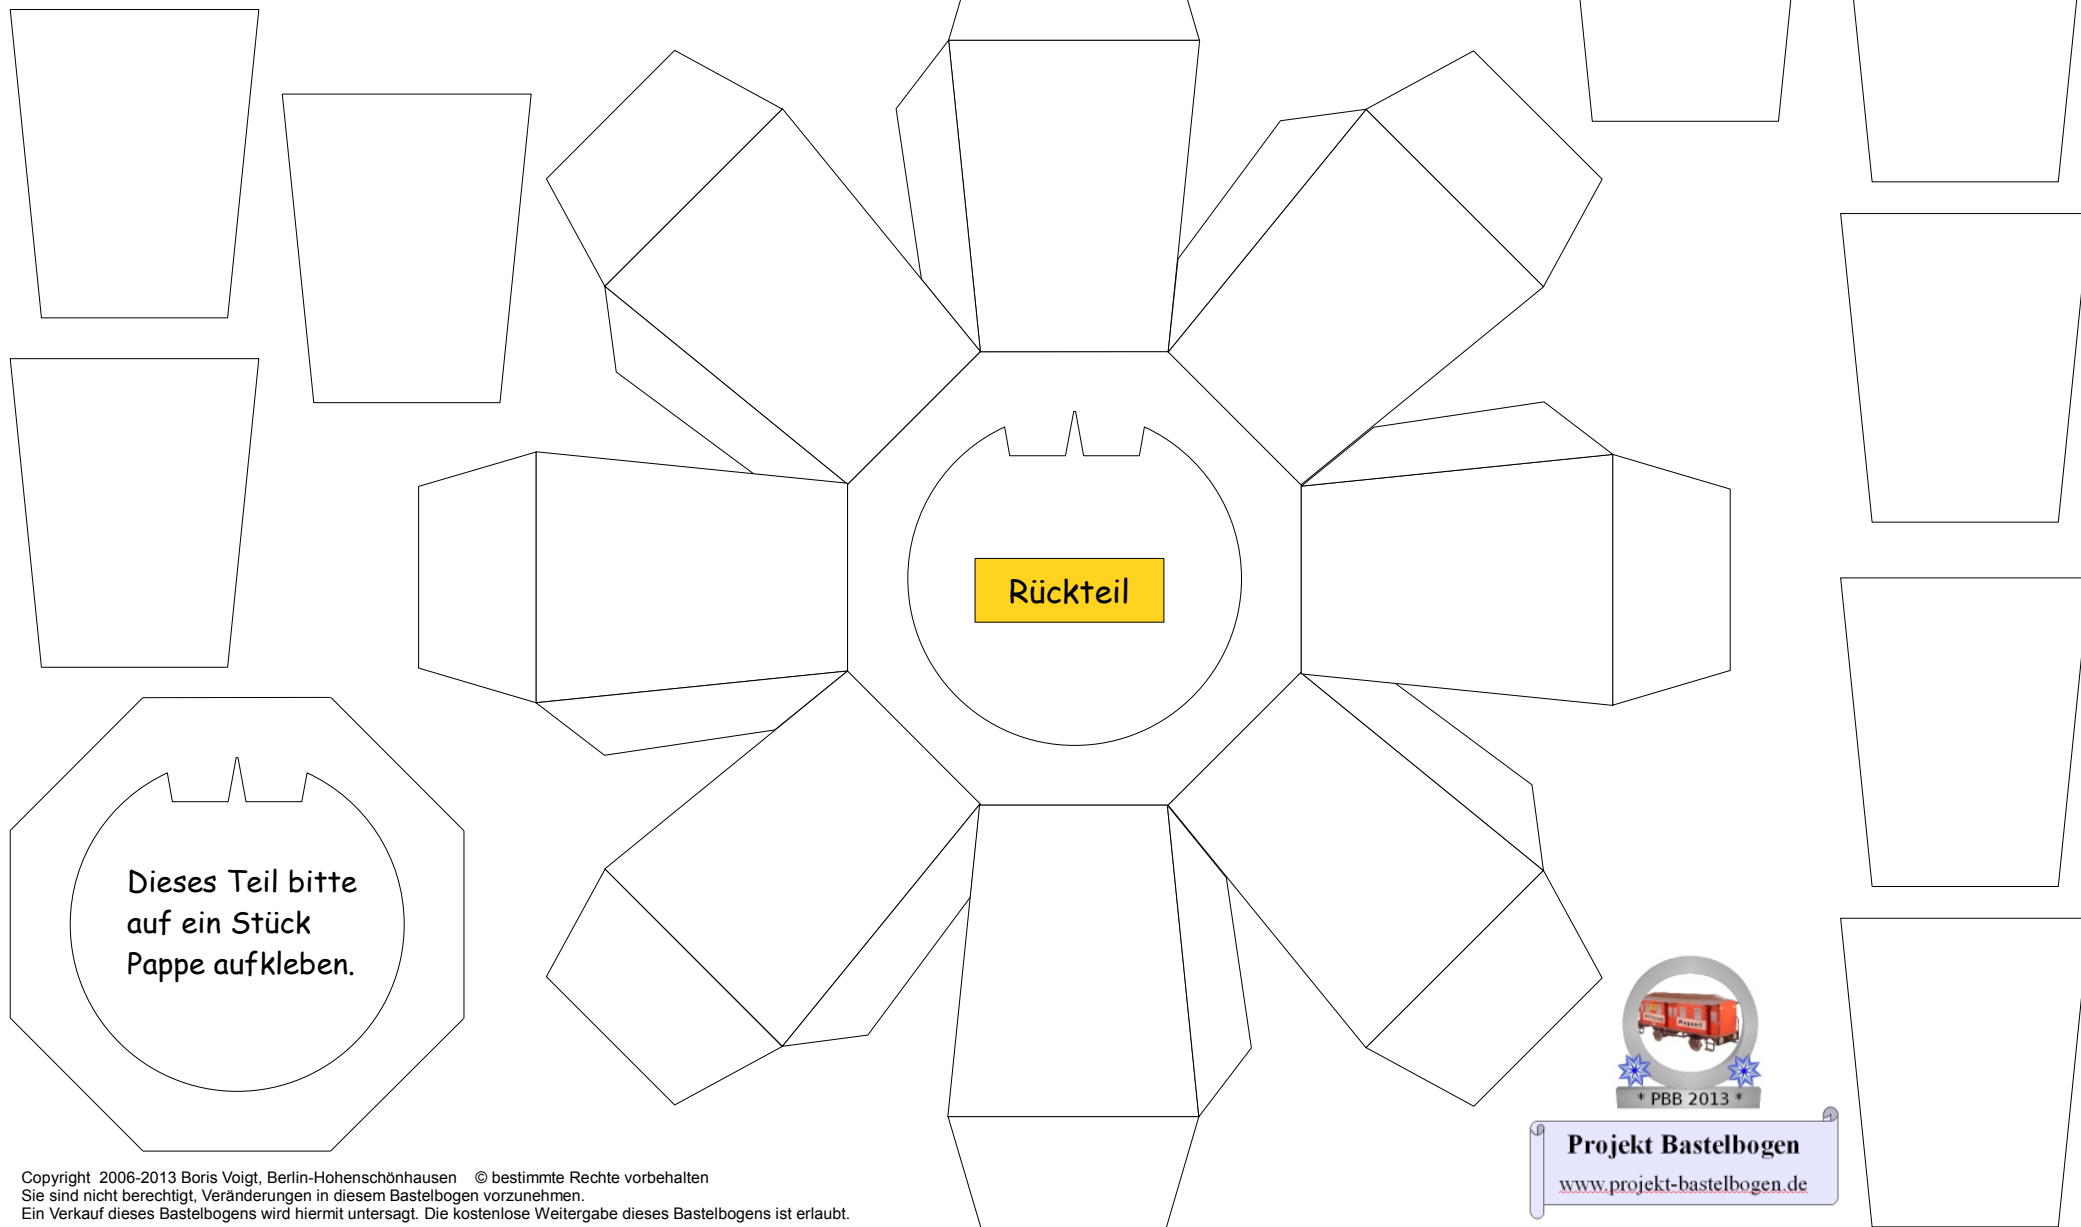 Rückteil
Dieses Teil bitte
auf ein Stück
Pappe aufkleben.
* PBB 2013 *
Projekt Bastelbogen
www.projekt-bastelbogen.de
Copyright  2006-2013 Boris Voigt, Berlin-Hohenschönhausen    © bestimmte Rechte vorbehalten
Sie sind nicht berechtigt, Veränderungen in diesem Bastelbogen vorzunehmen.
Ein Verkauf dieses Bastelbogens wird hiermit untersagt. Die kostenlose Weitergabe dieses Bastelbogens ist erlaubt.